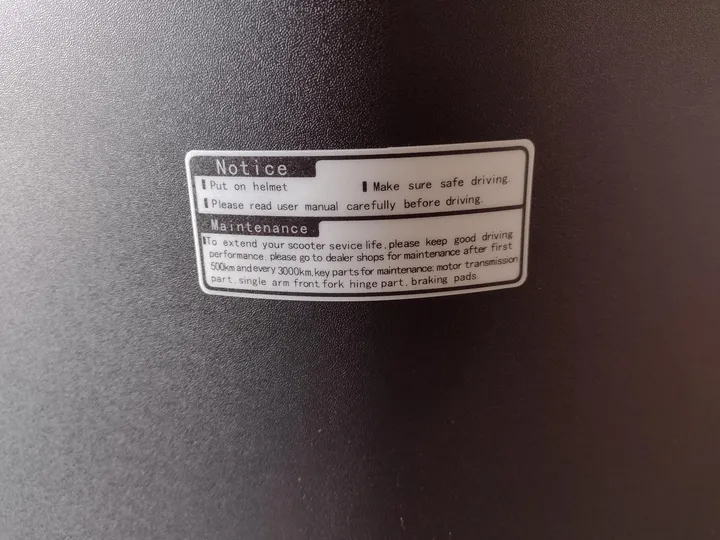 Notice
Put on helmet Make sure safe driving.
Please read user manual carefully before driving.
Maintenance
To extend your scooter sevice life, please keep good driving
performance, please go to dealer shops for maintenance after first
500km and every 3000km, key parts for maintenance: motor transmission
part, single arm front fork hinge part, braking pads.